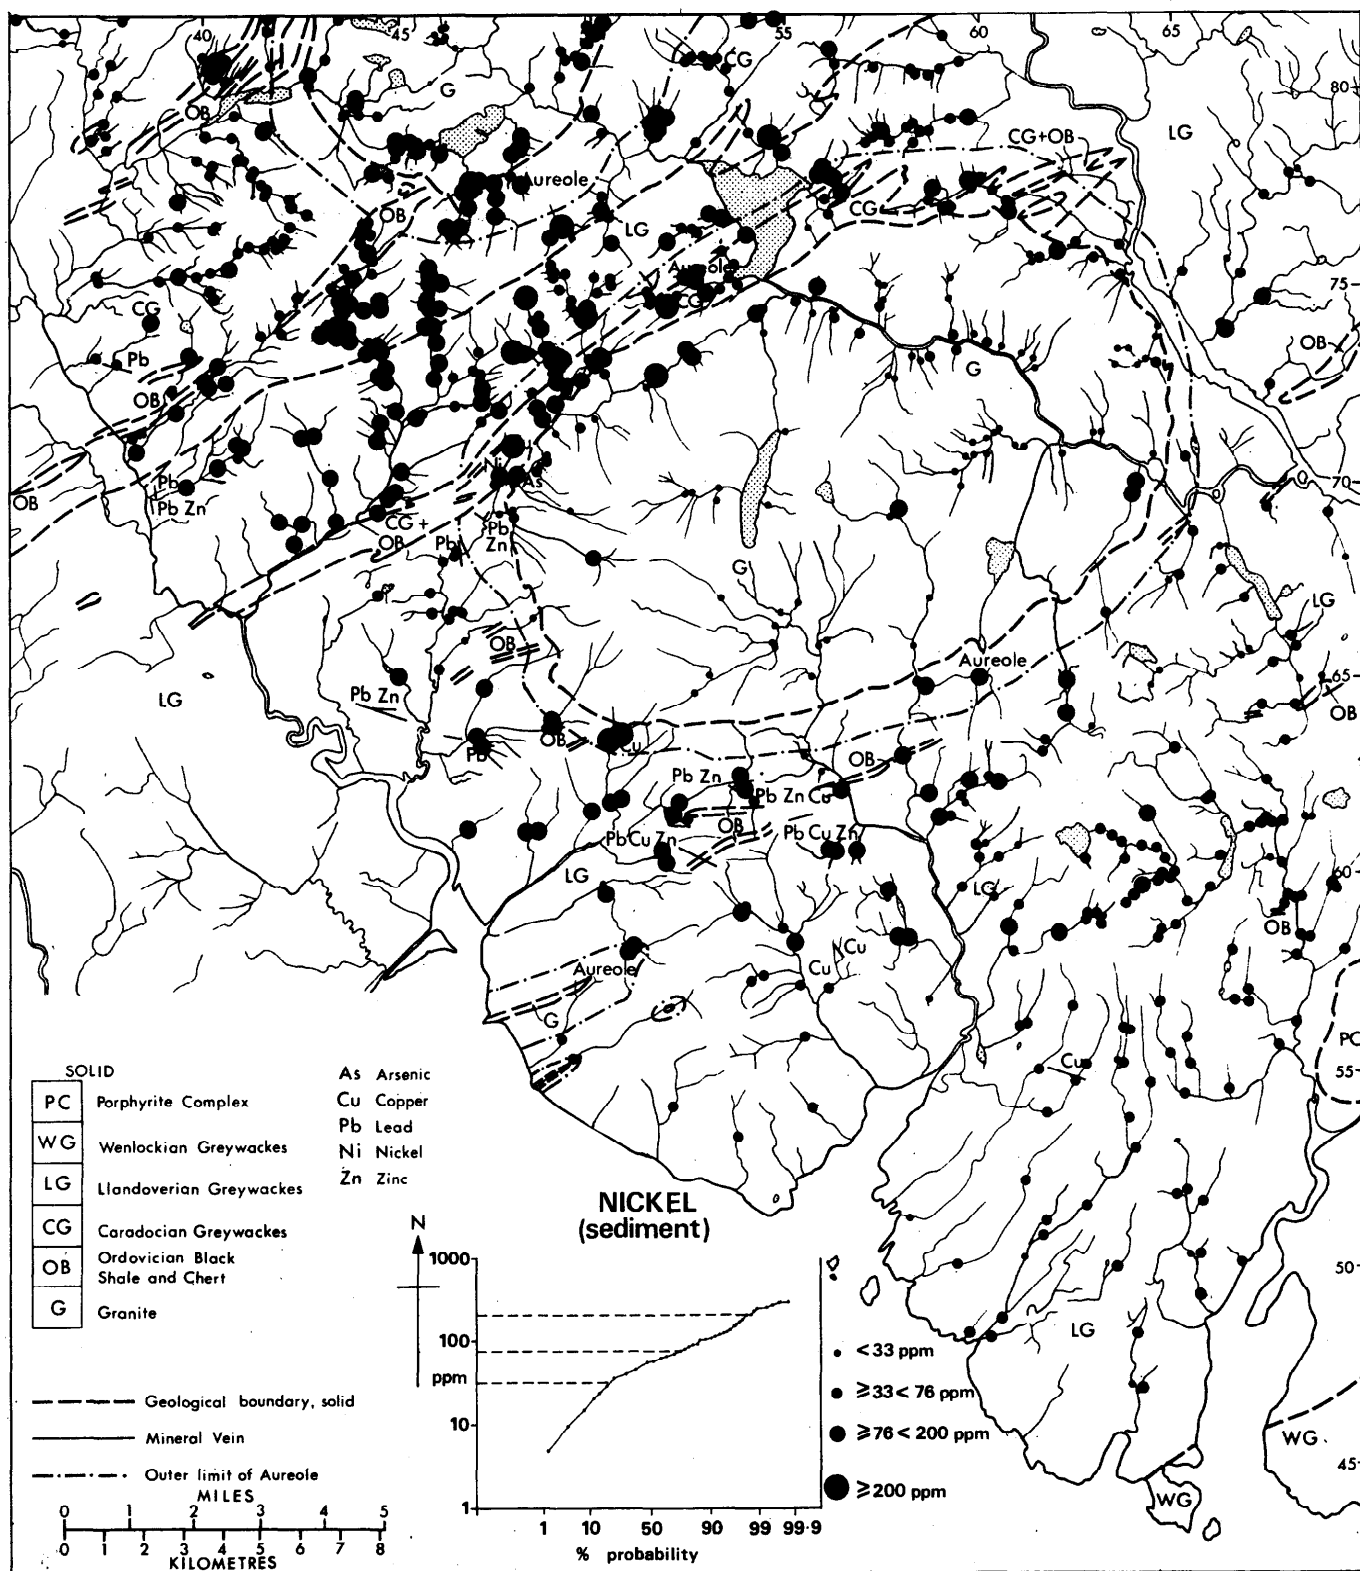 40 45 55 60 65
CG
G
80
OB
LG
CG+OB
Aureole
CG
OB
LG
Aureole
CG
75
CG
Pb
OB
G
OB
Ni
As
Pb
Pb Zn
OB
70
CG +
OB
Pb
Pb
Zn
G
LG
OB
Aureole
65
LG
Pb Zn
OB
OB
Cu
Pb
OB
Pb Zn
Pb Zn Cu
OB
Pb Cu Zn
Pb Cu Zn
LG
LG
60
OB
Cu
Cu
Aureole
G
PC
Cu
55
SOLID
PC Porphyrite Complex
WG Wenlockian Greywackes
LG Llandoverian Greywackes
CG Caradocian Greywackes
OB Ordovician Black
Shale and Chert
G Granite
As Arsenic
Cu Copper
Pb Lead
Ni Nickel
Zn Zinc
NICKEL
(sediment)
N
1000
100
ppm
10
1
1 10 50 90 99 99·9
% probability
<33 ppm
≥33<76 ppm
≥76<200 ppm
≥200 ppm
50
LG
WG
45
WG
Geological boundary, solid
Mineral Vein
Outer limit of Aureole
MILES
0 1 2 3 4 5
0 1 2 3 4 5 6 7 8
KILOMETRES